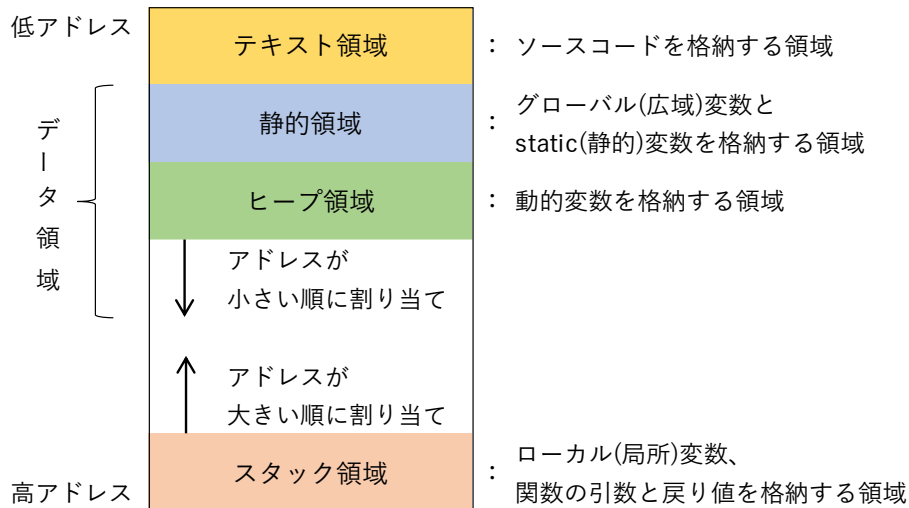 低アドレス
テキスト領域
： ソースコードを格納する領域
データ領域
静的領域
： グローバル(広域)変数と
static(静的)変数を格納する領域
ヒープ領域
： 動的変数を格納する領域
アドレスが
小さい順に割り当て
アドレスが
大きい順に割り当て
高アドレス
スタック領域
： ローカル(局所)変数、
関数の引数と戻り値を格納する領域